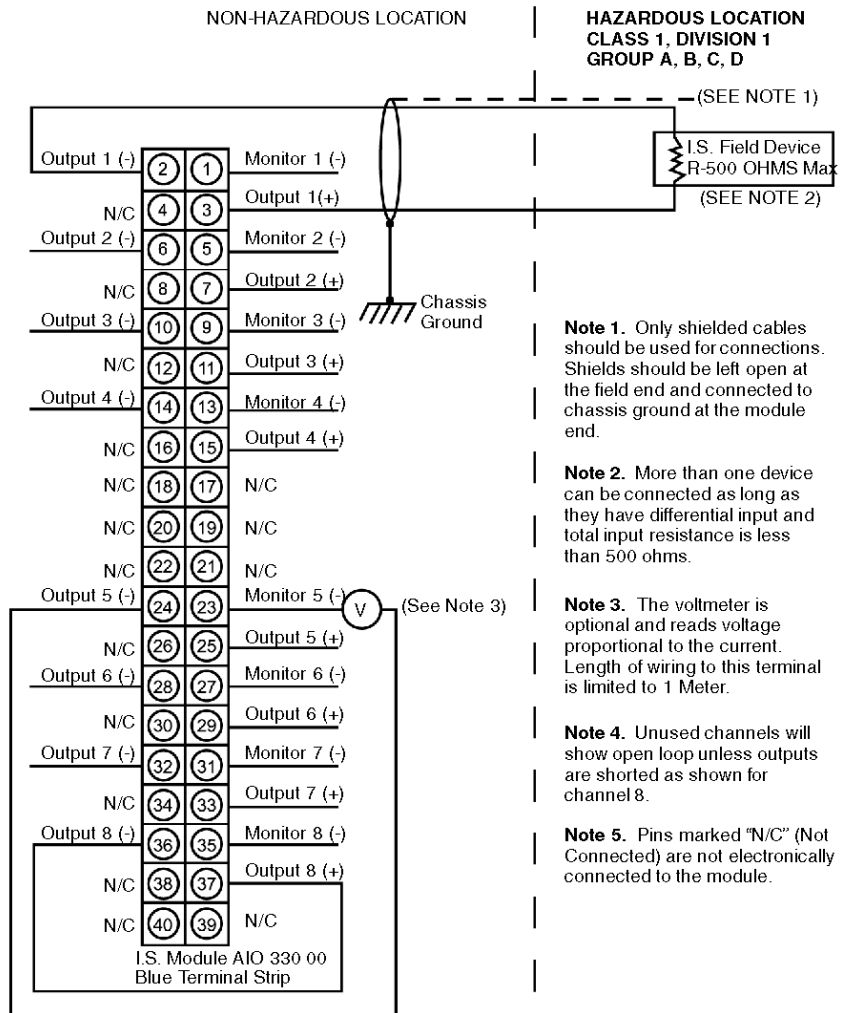 NON-HAZARDOUS LOCATION
HAZARDOUS LOCATION
CLASS 1, DIVISION 1
GROUP A, B, C, D
(SEE NOTE 1)
I.S. Field Device
R-500 OHMS Max
(SEE NOTE 2)
Output 1 (-) 2 1 Monitor 1 (-)
N/C 4 3 Output 1(+)
Output 2 (-) 6 5 Monitor 2 (-)
N/C 8 7 Output 2 (+)
Chassis
Ground
Output 3 (-) 10 9 Monitor 3 (-)
N/C 12 11 Output 3 (+)
Output 4 (-) 14 13 Monitor 4 (-)
N/C 16 15 Output 4 (+)
N/C 18 17 N/C
N/C 20 19 N/C
N/C 22 21 N/C
Output 5 (-) 24 23 Monitor 5 (-) V (See Note 3)
N/C 26 25 Output 5 (+)
Output 6 (-) 28 27 Monitor 6 (-)
N/C 30 29 Output 6 (+)
Output 7 (-) 32 31 Monitor 7 (-)
N/C 34 33 Output 7 (+)
Output 8 (-) 36 35 Monitor 8 (-)
N/C 38 37 Output 8 (+)
N/C 40 39 N/C
I.S. Module AIO 330 00
Blue Terminal Strip
Note 1. Only shielded cables
should be used for connections.
Shields should be left open at
the field end and connected to
chassis ground at the module
end.
Note 2. More than one device
can be connected as long as
they have differential input and
total input resistance is less
than 500 ohms.
Note 3. The voltmeter is
optional and reads voltage
proportional to the current.
Length of wiring to this terminal
is limited to 1 Meter.
Note 4. Unused channels will
show open loop unless outputs
are shorted as shown for
channel 8.
Note 5. Pins marked “N/C” (Not
Connected) are not electronically
connected to the module.